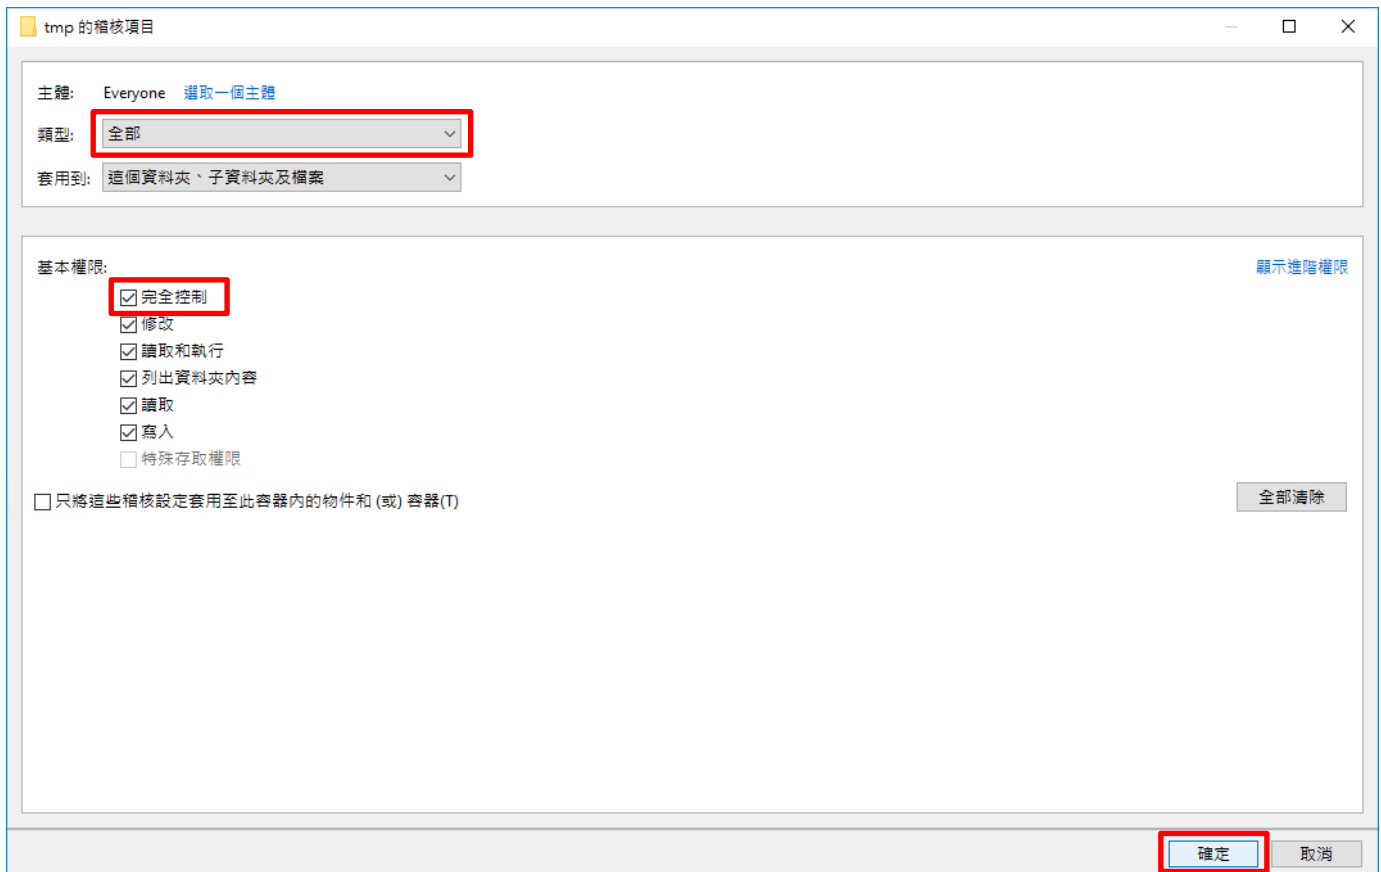 tmp 的稽核項目
主體: Everyone 選取一個主體
類型: 全部
套用到: 這個資料夾、子資料夾及檔案
基本權限: 顯示進階權限
完全控制
修改
讀取和執行
列出資料夾內容
讀取
寫入
特殊存取權限
只將這些稽核設定套用至此容器內的物件和 (或) 容器(T) 全部清除
確定 取消